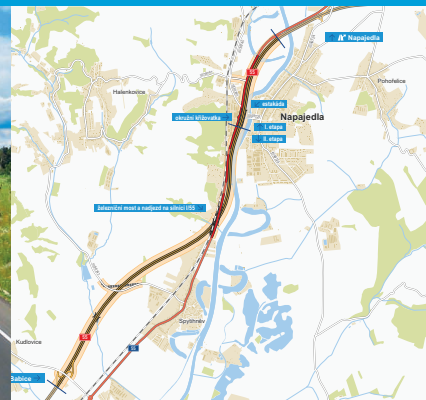 Napajedla
55
Pohořelice
Halenkovice
estakáda
okružní křižovatka
Napajedla
I. etapa
II. etapa
železniční most a nadjezd na silnici I/55
Spytihněv
55
Kudlovice
55
Babice